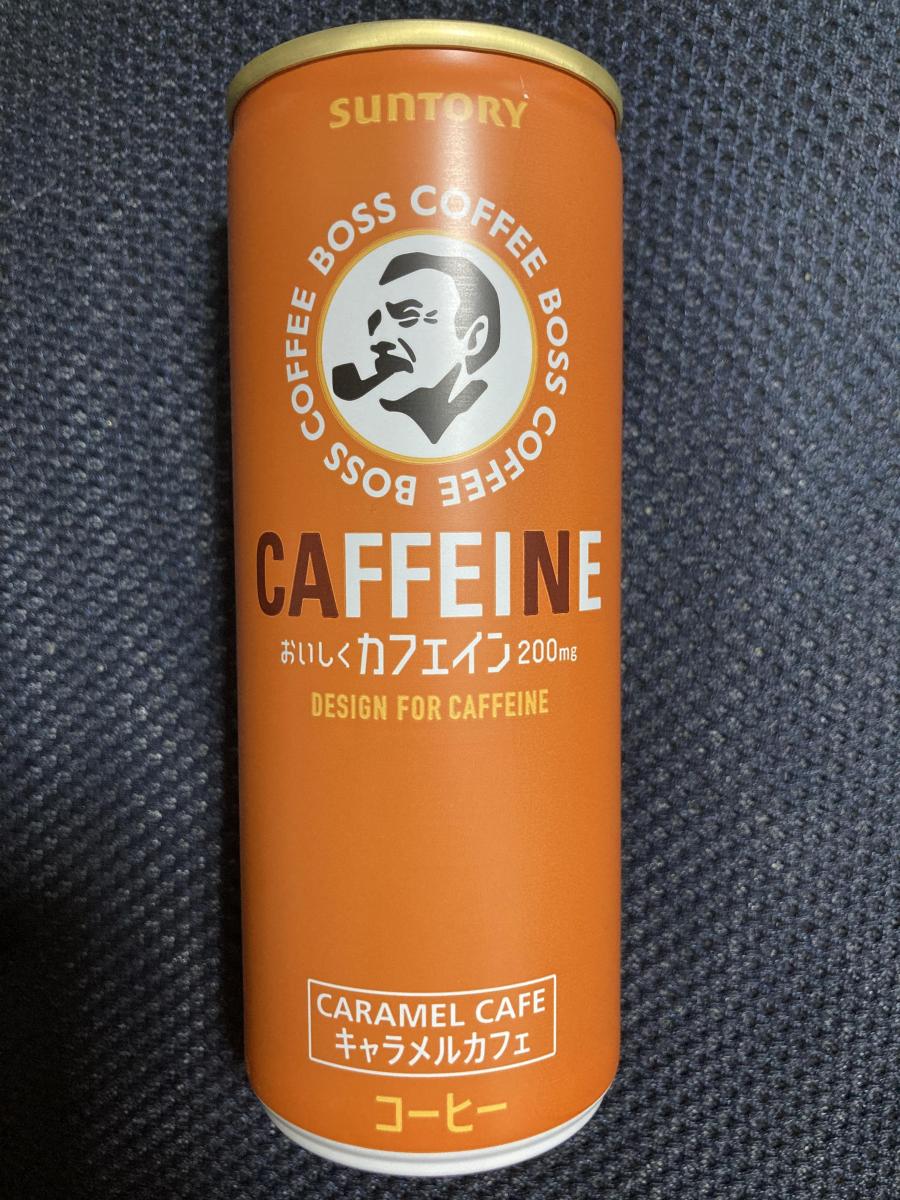 SUNTORY
BOSS COFFEE BOSS COFFEE BOSS COFFEE
CAFFEINE
おいしくカフェイン200mg
DESIGN FOR CAFFEINE
CARAMEL CAFE
キャラメルカフェ
コーヒー